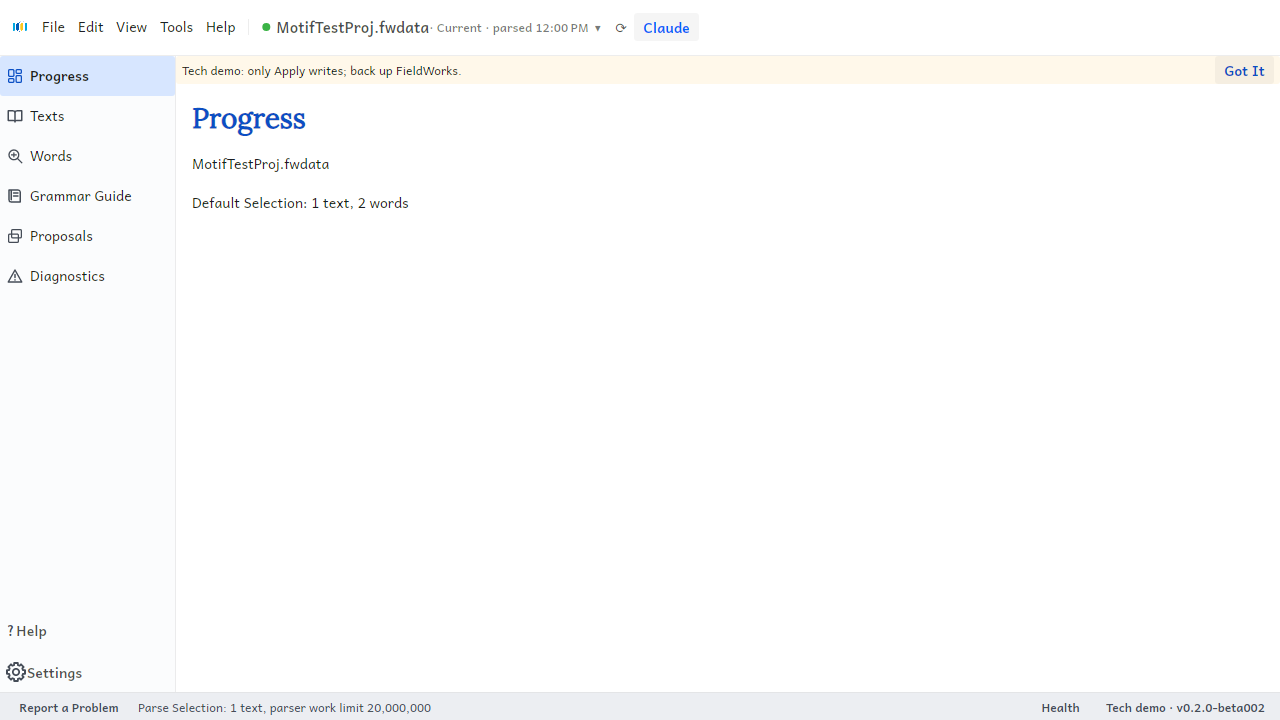 File Edit View Tools Help
MotifTestProj.fwdata · Current · parsed 12:00 PM ▾ ⟳ Claude
Tech demo: only Apply writes; back up FieldWorks. Got It
Progress
Texts
Words
Grammar Guide
Proposals
Diagnostics
? Help
Settings
Progress
MotifTestProj.fwdata
Default Selection: 1 text, 2 words
Report a Problem Parse Selection: 1 text, parser work limit 20,000,000 Health Tech demo · v0.2.0-beta002